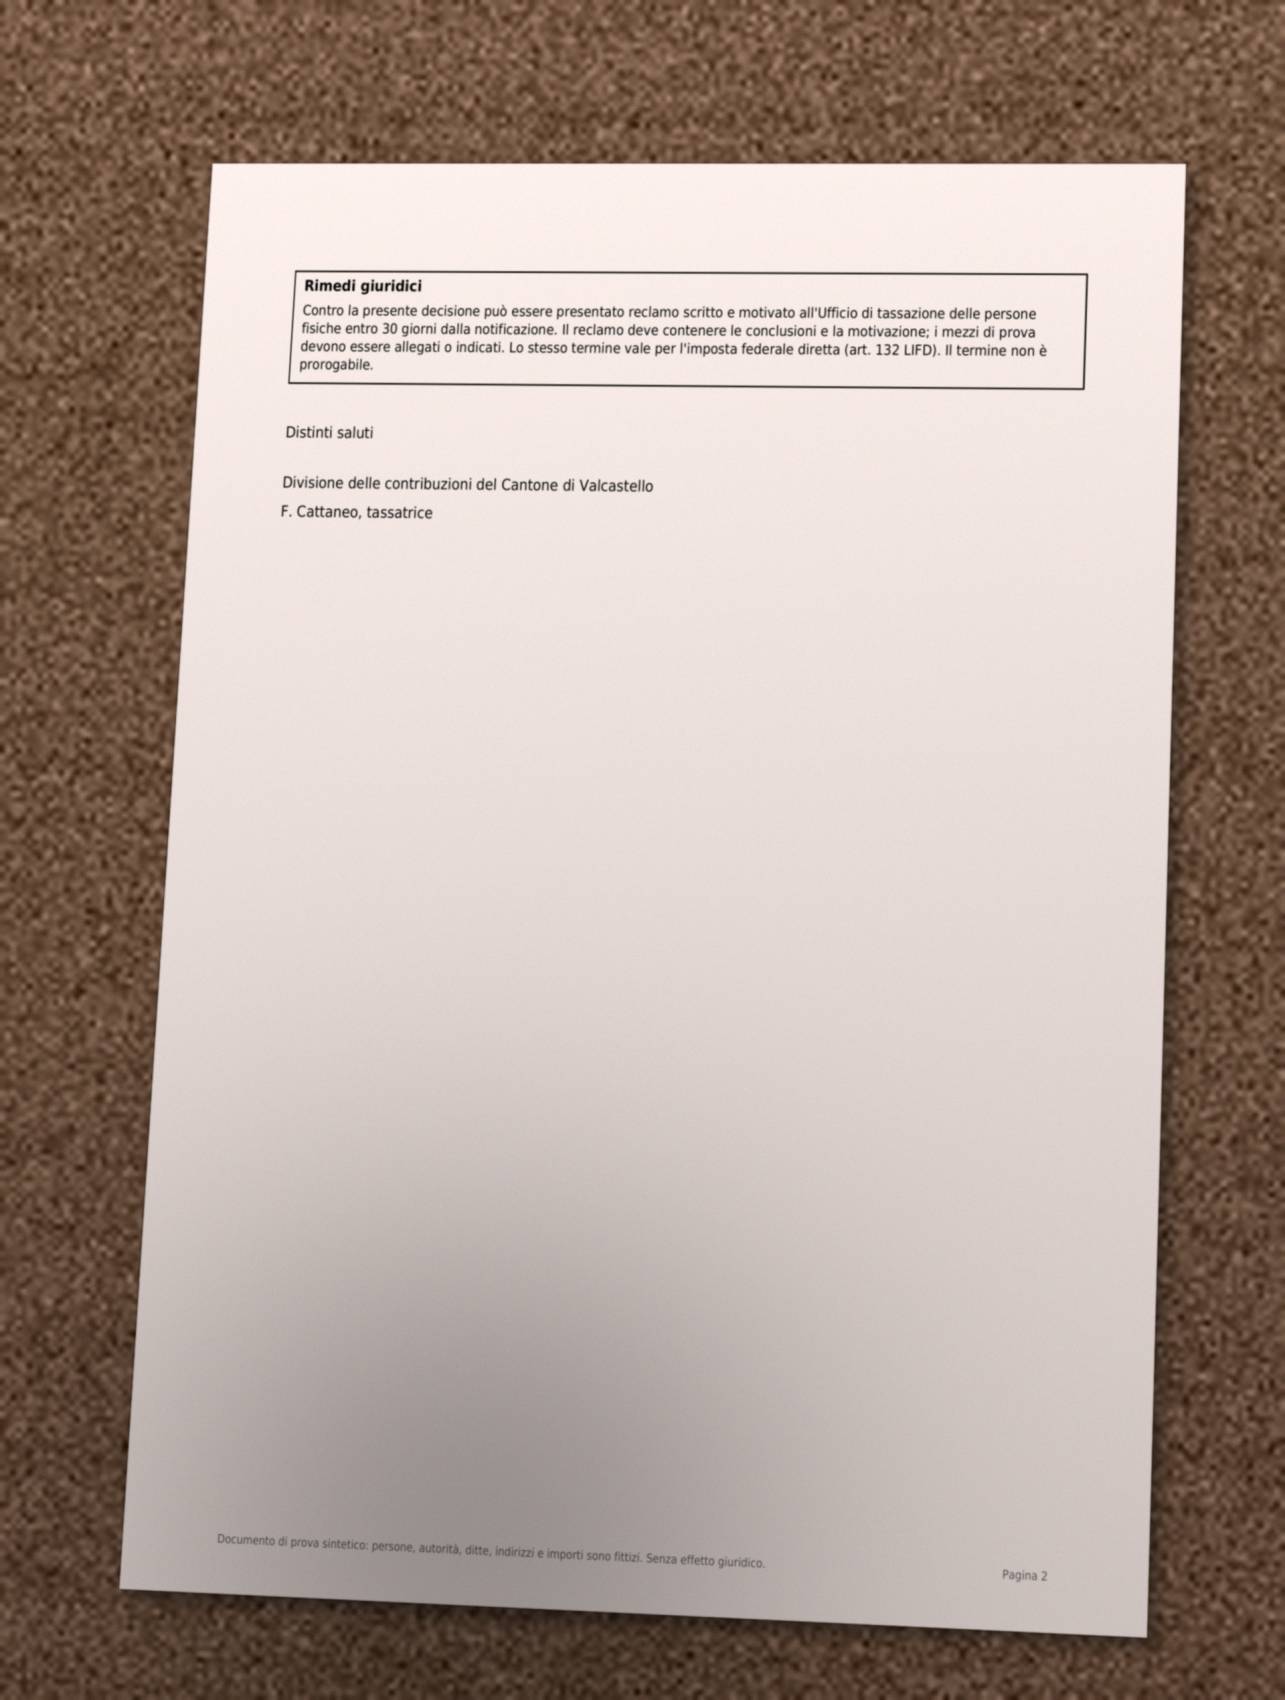 Rimedi giuridici
Contro la presente decisione può essere presentato reclamo scritto e motivato all'Ufficio di tassazione delle persone
fisiche entro 30 giorni dalla notificazione. Il reclamo deve contenere le conclusioni e la motivazione; i mezzi di prova
devono essere allegati o indicati. Lo stesso termine vale per l'imposta federale diretta (art. 132 LIFD). Il termine non è
prorogabile.
Distinti saluti
Divisione delle contribuzioni del Cantone di Valcastello
F. Cattaneo, tassatrice
Documento di prova sintetico: persone, autorità, ditte, indirizzi e importi sono fittizi. Senza effetto giuridico.
Pagina 2